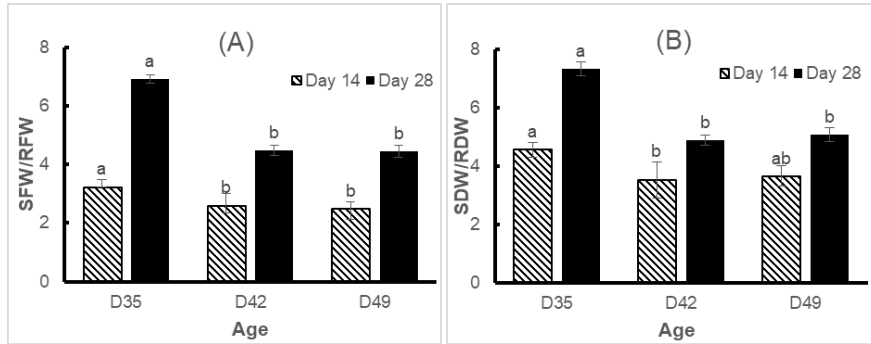 (A)
Day 14 Day 28
SFW/RFW
8
6
4
2
0
a a
b b
b b
D35 D42 D49
Age
(B)
Day 14 Day 28
SDW/RDW
8
6
4
2
0
a a
b b
ab b
D35 D42 D49
Age